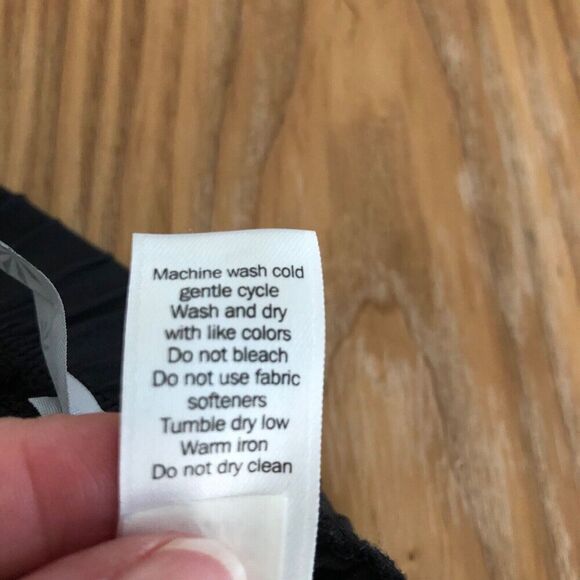 Machine wash cold
gentle cycle
Wash and dry
with like colors
Do not bleach
Do not use fabric
softeners
Tumble dry low
Warm iron
Do not dry clean